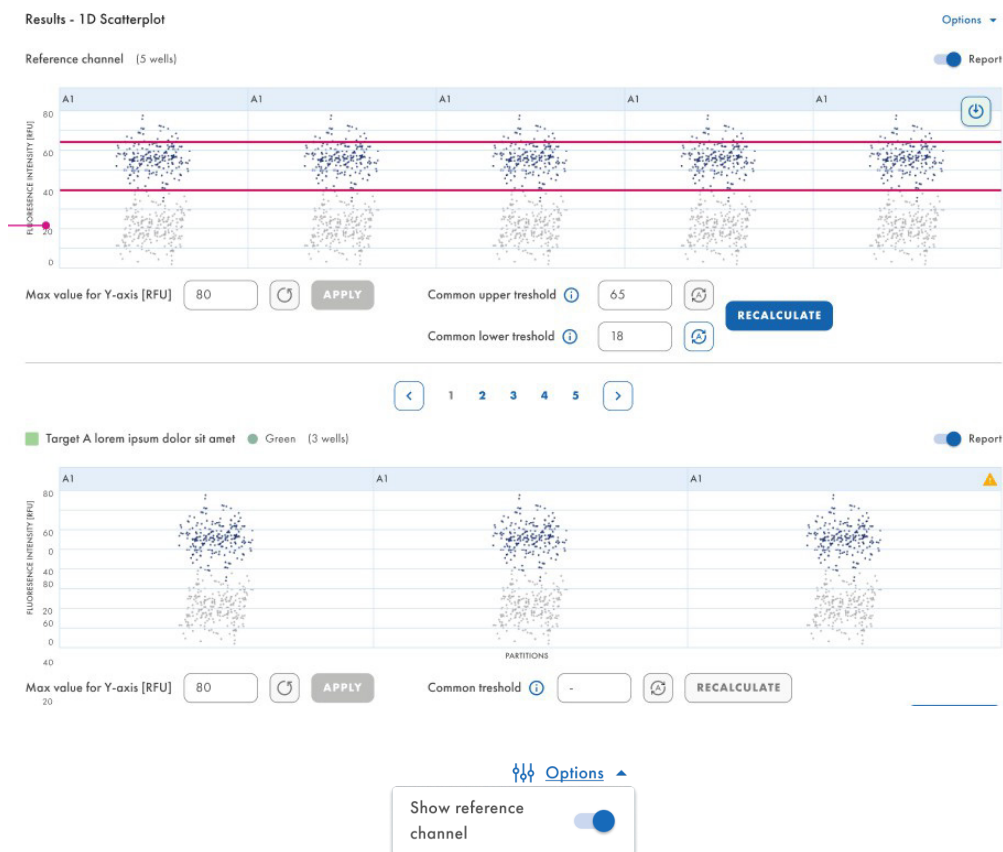 Results - 1D Scatterplot
Options
Reference channel (5 wells)
Report
A1 A1 A1 A1 A1
FLUORESENCE INTENSITY [RFU]
80
60
40
20
0
Max value for Y-axis [RFU] 80 APPLY Common upper treshold i 65 A
RECALCULATE
Common lower treshold i 18 A
< 1 2 3 4 5 >
Target A lorem ipsum dolor sit amet Green (3 wells)
Report
A1 A1 A1
FLUORESENCE INTENSITY [RFU]
80
60
0
40
80
20
60
0
40
PARTITIONS
Max value for Y-axis [RFU] 80 APPLY Common treshold i - A RECALCULATE
20
Options
Show reference
channel